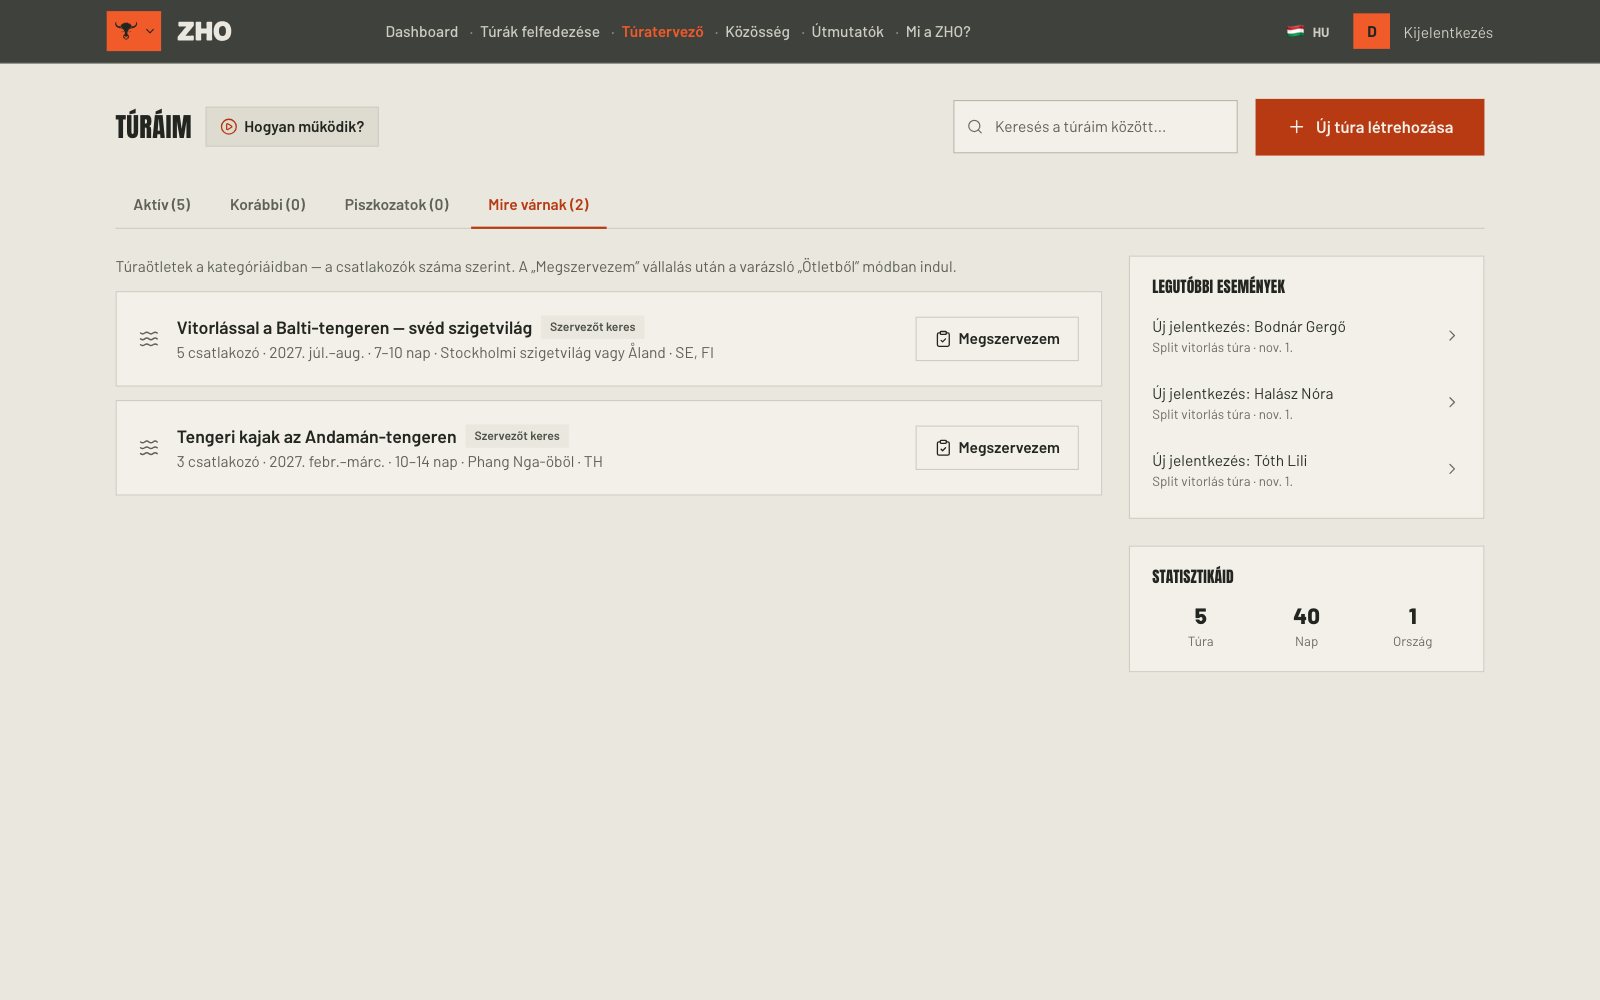 ZHO
Dashboard · Túrák felfedezése · Túratervező · Közösség · Útmutatók · Mi a ZHO?
HU
D
Kijelentkezés
TÚRÁIM
Hogyan működik?
Keresés a túráim között...
Új túra létrehozása
Aktív (5)
Korábbi (0)
Piszkozatok (0)
Mire várnak (2)
Túraötletek a kategóriáidban — a csatlakozók száma szerint. A „Megszervezem” vállalás után a varázsló „Ötletből” módban indul.
Vitorlással a Balti-tengeren — svéd szigetvilág
Szervezőt keres
5 csatlakozó · 2027. júl.–aug. · 7–10 nap · Stockholmi szigetvilág vagy Åland · SE, FI
Megszervezem
Tengeri kajak az Andamán-tengeren
Szervezőt keres
3 csatlakozó · 2027. febr.–márc. · 10–14 nap · Phang Nga-öböl · TH
Megszervezem
LEGUTÓBBI ESEMÉNYEK
Új jelentkezés: Bodnár Gergő
Split vitorlás túra · nov. 1.
Új jelentkezés: Halász Nóra
Split vitorlás túra · nov. 1.
Új jelentkezés: Tóth Lili
Split vitorlás túra · nov. 1.
STATISZTIKÁID
5
Túra
40
Nap
1
Ország